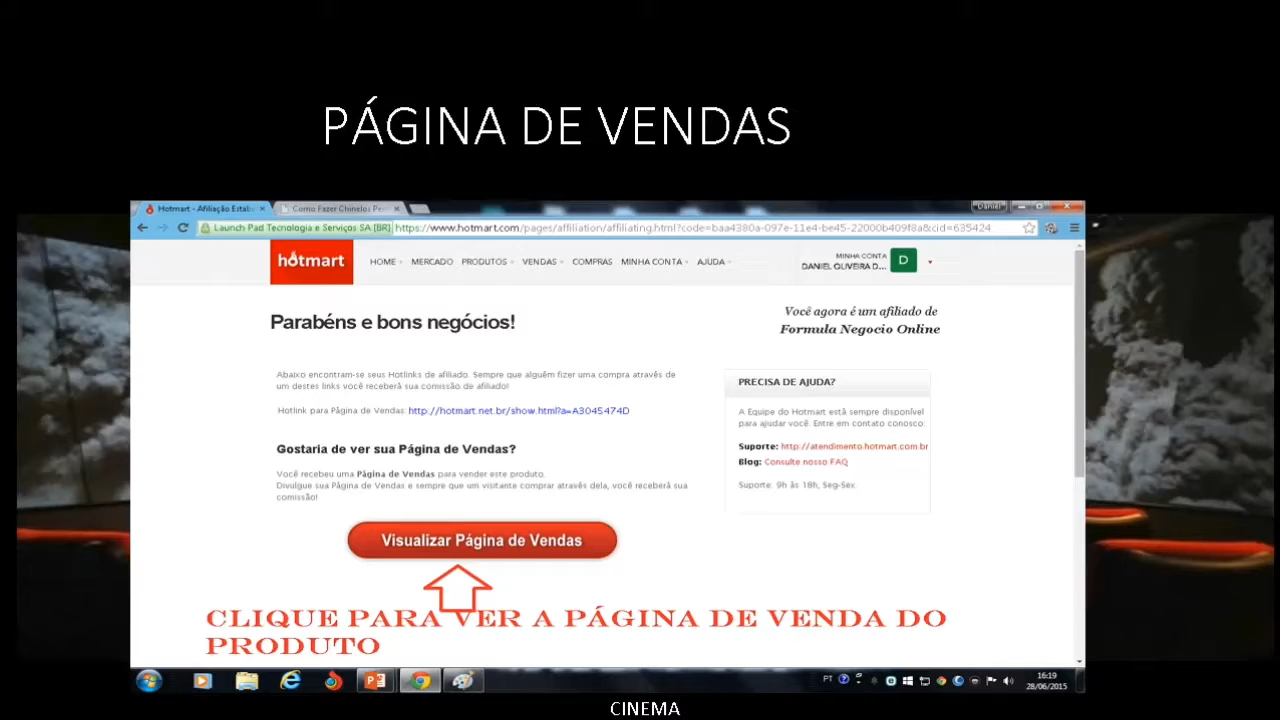 PÁGINA DE VENDAS
Hotmart - Afiliação Estab
Como Fazer Chinelos Pe
Daniel
Launch Pad Tecnologia e Serviços SA [BR] https://www.hotmart.com/pages/affiliation/affiliating.html?code=baa4380a-097e-11e4-be45-22000b409f8a&cid=635424
hotmart
HOME MERCADO PRODUTOS VENDAS COMPRAS MINHA CONTA AJUDA
MINHA CONTA
DANIEL OLIVEIRA D... D
Parabéns e bons negócios!
Você agora é um afiliado de
Formula Negocio Online
Abaixo encontram-se seus Hotlinks de afiliado. Sempre que alguém fizer uma compra através de
um destes links você receberá sua comissão de afiliado!
Hotlink para Página de Vendas: http://hotmart.net.br/show.html?a=A3045474D
Gostaria de ver sua Página de Vendas?
Você recebeu uma Página de Vendas para vender este produto.
Divulgue sua Página de Vendas e sempre que um visitante comprar através dela, você receberá sua
comissão!
Visualizar Página de Vendas
PRECISA DE AJUDA?
A Equipe do Hotmart está sempre disponível
para ajudar você. Entre em contato conosco:
Suporte: http://atendimento.hotmart.com.br
Blog: Consulte nosso FAQ
Suporte: 9h às 18h, Seg-Sex.
CLIQUE PARA VER A PÁGINA DE VENDA DO
PRODUTO
PT
16:19
28/06/2015
CINEMA